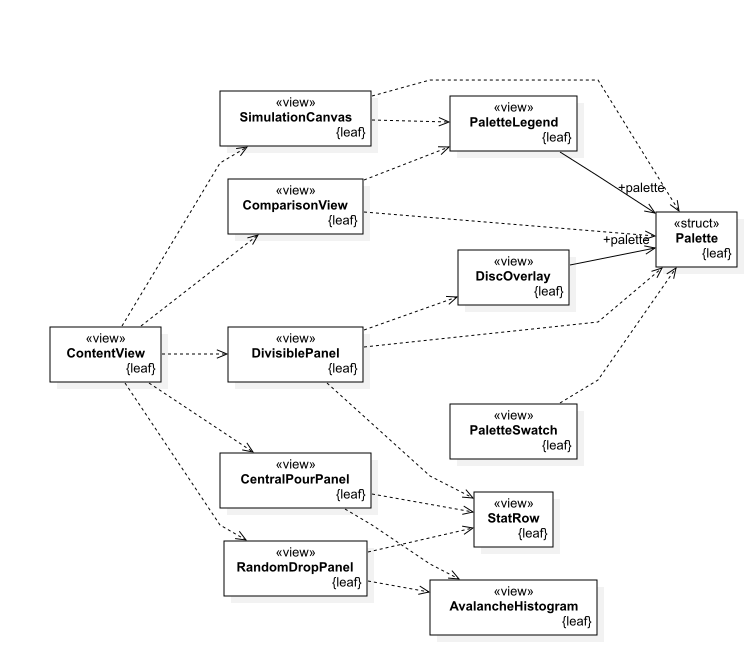 «view»
SimulationCanvas
{leaf}
«view»
PaletteLegend
{leaf}
«view»
ComparisonView
{leaf}
+palette
«struct»
Palette
{leaf}
+palette
«view»
DiscOverlay
{leaf}
«view»
ContentView
{leaf}
«view»
DivisiblePanel
{leaf}
«view»
PaletteSwatch
{leaf}
«view»
CentralPourPanel
{leaf}
«view»
StatRow
{leaf}
«view»
RandomDropPanel
{leaf}
«view»
AvalancheHistogram
{leaf}